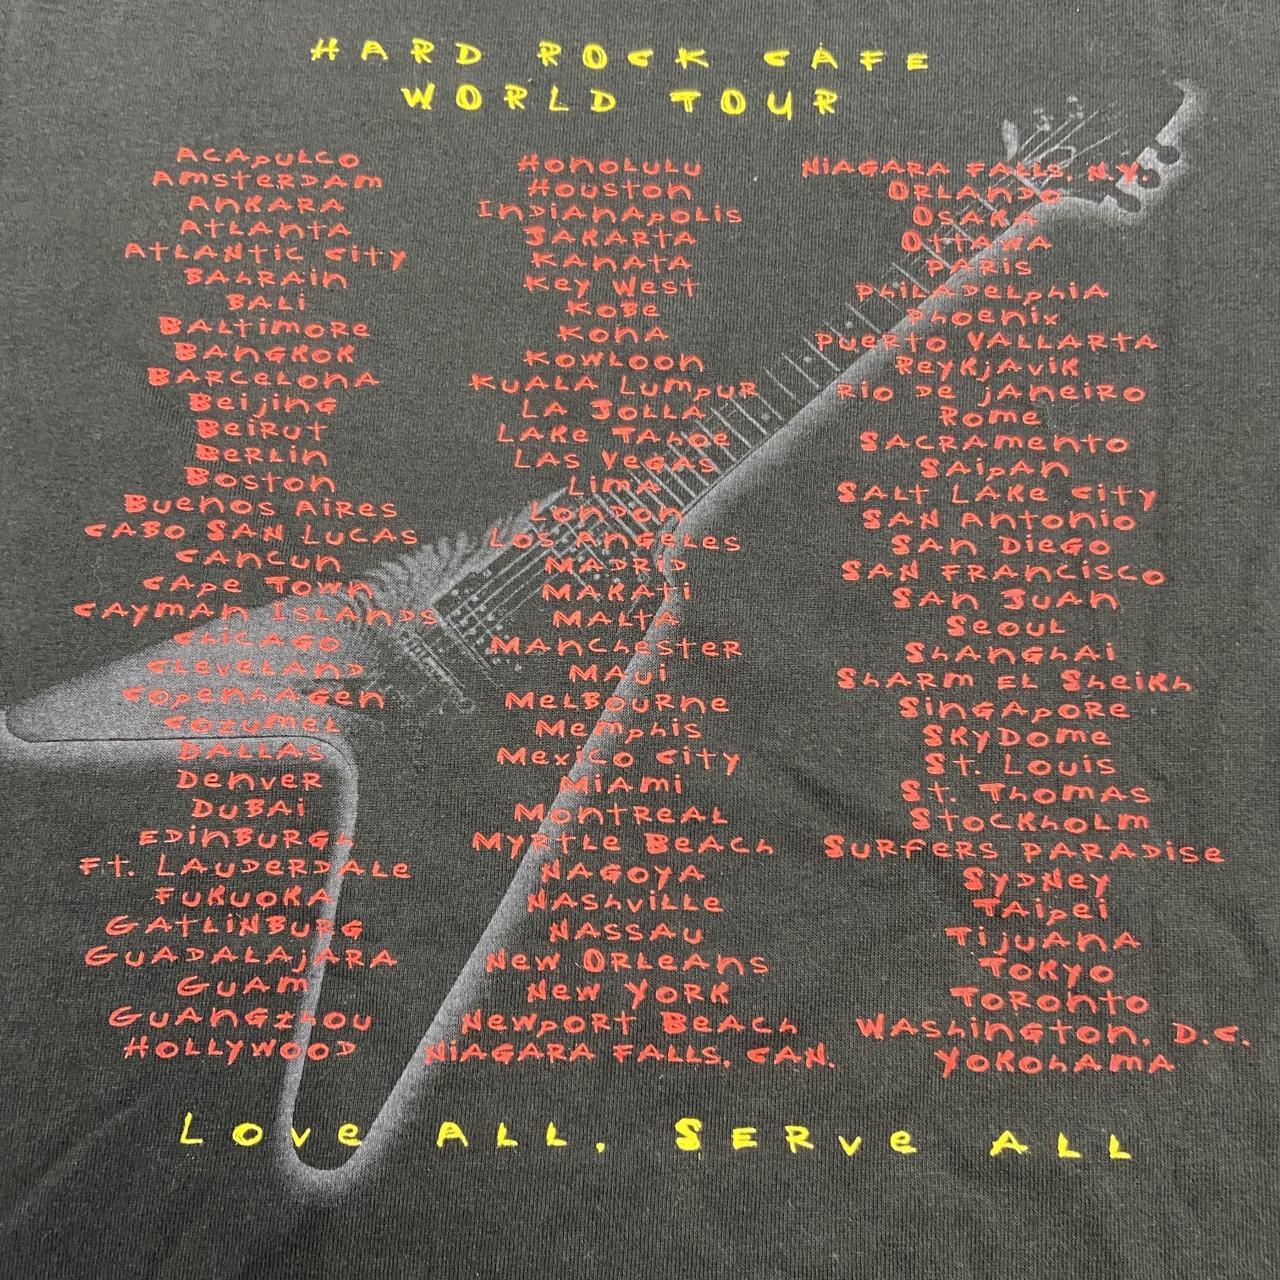 HARD ROCK CAFE
WORLD TOUR
ACAPULCO
AMSTERDAM
ANKARA
ATLANTA
ATLANTIC CITY
BAHRAIN
BALI
BALTIMORE
BANGKOK
BARCELONA
BEIJING
BEIRUT
BERLIN
BOSTON
BUENOS AIRES
CABO SAN LUCAS
CANCUN
CAPE TOWN
CAYMAN ISLANDS
CHICAGO
CLEVELAND
COPENHAGEN
COZUMEL
DALLAS
DENVER
DUBAI
EDINBURGH
FT. LAUDERDALE
FUKUOKA
GATLINBURG
GUADALAJARA
GUAM
GUANGZHOU
HOLLYWOOD
HONOLULU
HOUSTON
INDIANAPOLIS
JAKARTA
KANATA
KEY WEST
KOBE
KONA
KOWLOON
KUALA LUMPUR
LA JOLLA
LAKE TAHOE
LAS VEGAS
LIMA
LONDON
LOS ANGELES
MADRID
MAKATI
MALTA
MANCHESTER
MAUI
MELBOURNE
MEMPHIS
MEXICO CITY
MIAMI
MONTREAL
MYRTLE BEACH
NAGOYA
NASHVILLE
NASSAU
NEW ORLEANS
NEW YORK
NEWPORT BEACH
NIAGARA FALLS, CAN.
NIAGARA FALLS, N.Y.
ORLANDO
OSAKA
OTTAWA
PARIS
PHILADELPHIA
PHOENIX
PUERTO VALLARTA
REYKJAVIK
RIO DE JANEIRO
ROME
SACRAMENTO
SAIPAN
SALT LAKE CITY
SAN ANTONIO
SAN DIEGO
SAN FRANCISCO
SAN JUAN
SEOUL
SHANGHAI
SHARM EL SHEIKH
SINGAPORE
SKYDOME
ST. LOUIS
ST. THOMAS
STOCKHOLM
SURFERS PARADISE
SYDNEY
TAIPEI
TIJUANA
TOKYO
TORONTO
WASHINGTON, D.C.
YOKOHAMA
LOVE ALL, SERVE ALL